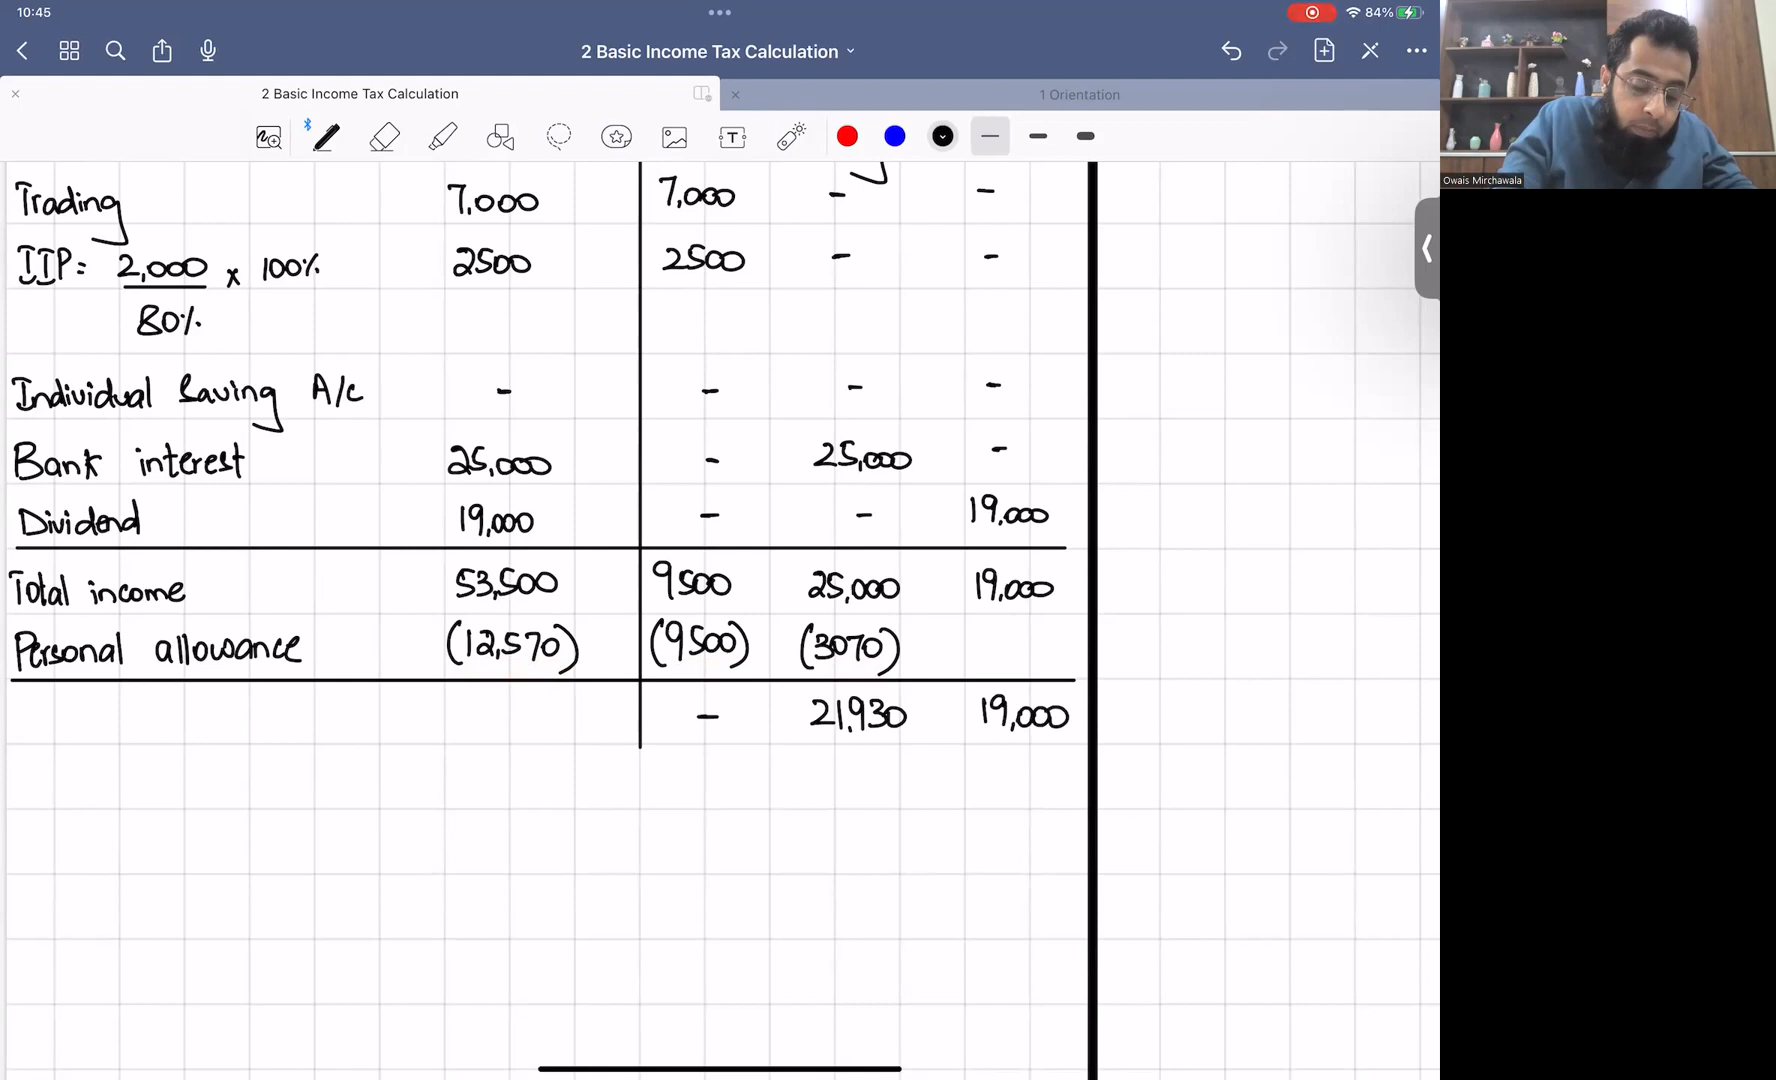 10:45
84%
2 Basic Income Tax Calculation
2 Basic Income Tax Calculation
1 Orientation
Owais Mirchawala
Trading 7,000 7,000 - -
IIP = 2,000 x 100% 2500 2500 - -
80%
Individual Saving A/c - - - -
Bank interest 25,000 - 25,000 -
Dividend 19,000 - - 19,000
Total income 53,500 9500 25,000 19,000
Personal allowance (12,570) (9500) (3070)
- 21,930 19,000